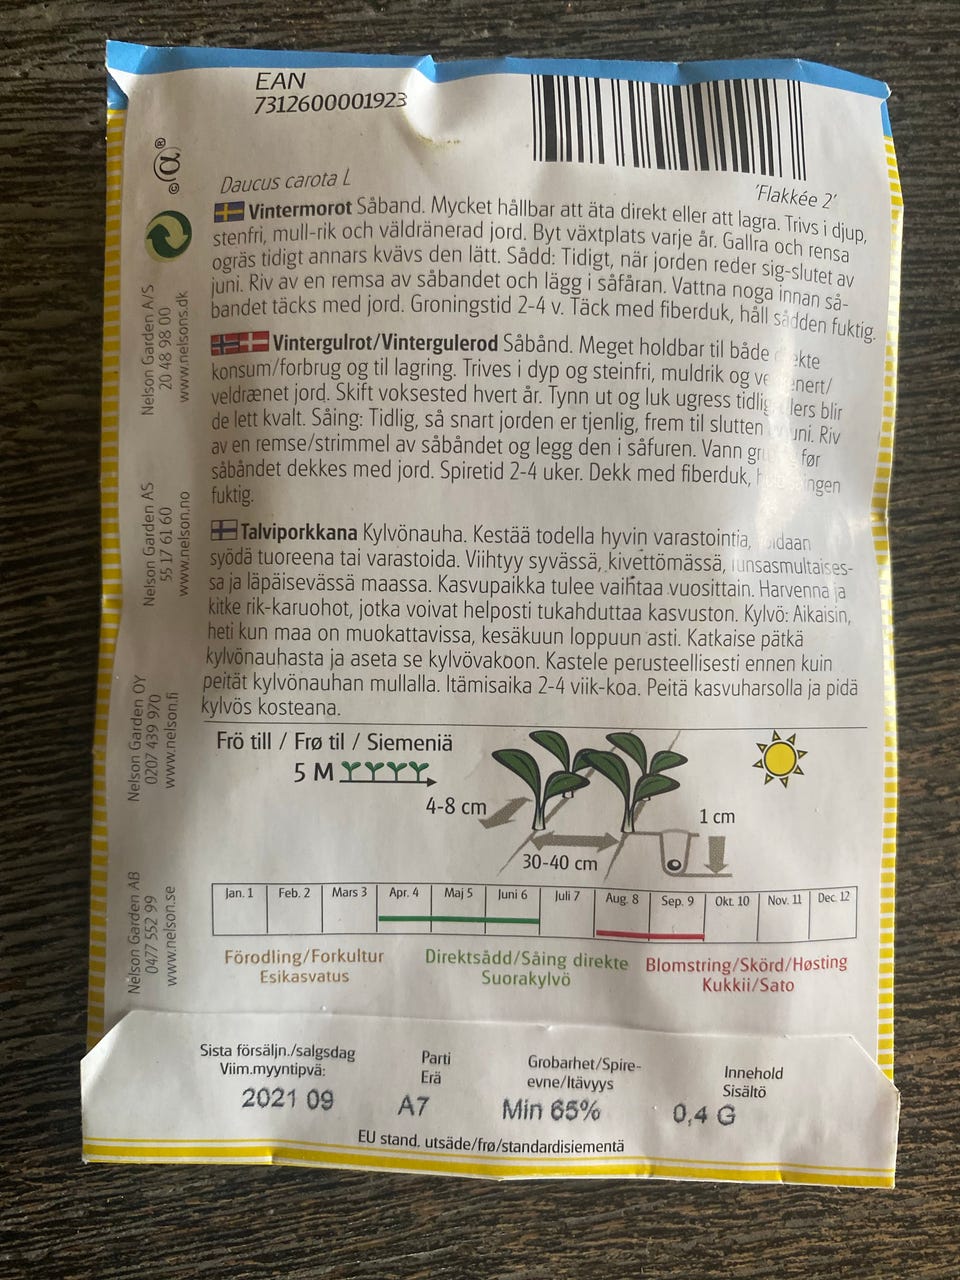 EAN
7312600001923
Daucus carota L
'Flakkée 2'
Vintermorot Såband. Mycket hållbar att äta direkt eller att lagra. Trivs i djup,
stenfri, mull-rik och väldränerad jord. Byt växtplats varje år. Gallra och rensa
ogräs tidigt annars kvävs den lätt. Sådd: Tidigt, när jorden reder sig-slutet av
juni. Riv av en remsa av såbandet och lägg i såfåran. Vattna noga innan så-
bandet täcks med jord. Groningstid 2-4 v. Täck med fiberduk, håll sådden fuktig.
Vintergulrot/Vintergulerod Såbånd. Meget holdbar til både
konsum/forbrug og til lagring. Trives i dyp og steinfri, muldrik og
veldrænet jord. Skift voksested hvert år. Tynn ut og luk ugress blir
de lett kvalt. Såing: Tidlig, så snart jorden er tjenlig, frem til slutten Riv
av en remse/strimmel av såbåndet og legg den i såfuren. Vann før
såbåndet dekkes med jord. Spiretid 2-4 uker. Dekk med fiberduk,
fuktig.
Talviporkkana Kylvönauha. Kestää todella hyvin varastointia,
syödä tuoreena tai varastoida. Viihtyy syvässä, kivettömässä, runsasmultaises-
sa ja läpäisevässä maassa. Kasvupaikka tulee vaihtaa vuosittain. Harvenna ja
kitke rik-karuohot, jotka voivat helposti tukahduttaa kasvuston. Kylvö: Aikaisin,
heti kun maa on muokattavissa, kesäkuun loppuun asti. Katkaise pätkä
kylvönauhasta ja aseta se kylvövakoon. Kastele perusteellisesti ennen kuin
peität kylvönauhan mullalla. Itämisaika 2-4 viik-koa. Peitä kasvuharsolla ja pidä
kylvös kosteana.
Frö till / Frø til / Siemeniä
5 M
4-8 cm
30-40 cm
1 cm
Jan. 1 Feb. 2 Mars 3 Apr. 4 Maj 5 Juni 6 Juli 7 Aug. 8 Sep. 9 Okt. 10 Nov. 11 Dec. 12
Förodling/Forkultur
Esikasvatus
Direktsådd/Såing direkte
Suorakylvö
Blomstring/Skörd/Høsting
Kukkii/Sato
Sista försäljn./salgsdag
Viim.myyntipvä:
2021 09
Parti
Erä
A7
Grobarhet/Spire-
evne/Itävyys
Min 65%
Innehold
Sisältö
0,4 G
EU stand. utsäde/frø/standardisiementä
Nelson Garden A/S
20 48 98 00
www.nelsons.dk
Nelson Garden AS
55 17 61 60
www.nelson.no
Nelson Garden OY
0207 439 970
www.nelson.fi
Nelson Garden AB
0477 552 99
www.nelson.se